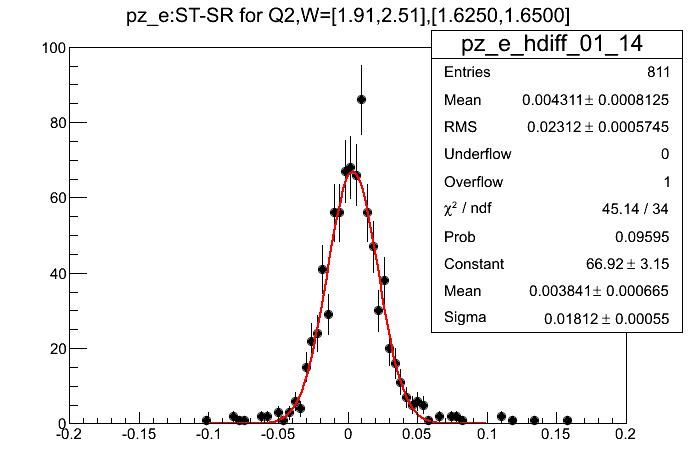 pz_e:ST-SR for Q2,W=[1.91,2.51],[1.6250,1.6500]
pz_e_hdiff_01_14
Entries 811
Mean 0.004311± 0.0008125
RMS 0.02312 ± 0.0005745
Underflow 0
Overflow 1
χ² / ndf 45.14 / 34
Prob 0.09595
Constant 66.92 ± 3.15
Mean 0.003841± 0.000665
Sigma 0.01812 ± 0.00055
100
80
60
40
20
0
-0.2 -0.15 -0.1 -0.05 0 0.05 0.1 0.15 0.2